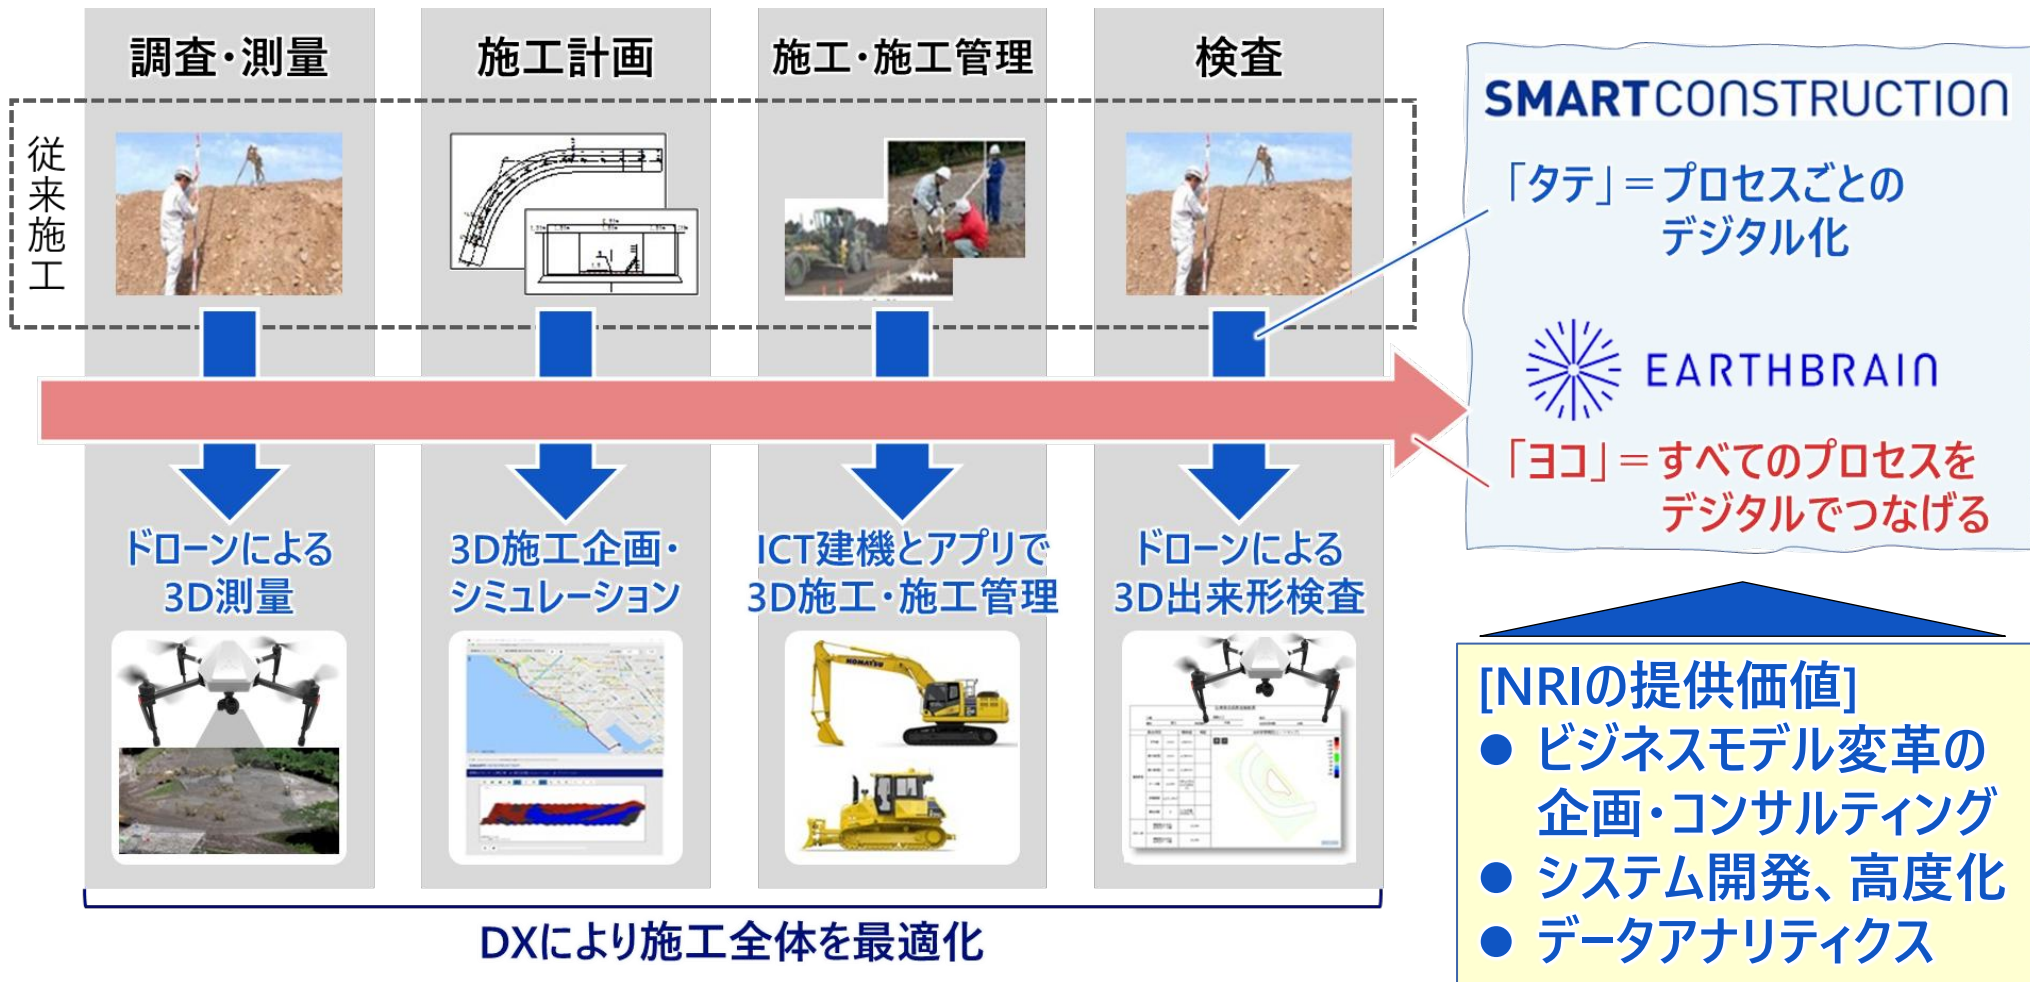 調査・測量
施工計画
施工・施工管理
検査
従来施工
SMARTCONSTRUCTION
「タテ」＝プロセスごとの
デジタル化
EARTHBRAIN
「ヨコ」＝すべてのプロセスを
デジタルでつなげる
ドローンによる
3D測量
3D施工企画・
シミュレーション
ICT建機とアプリで
3D施工・施工管理
ドローンによる
3D出来形検査
KOMATSU
DXにより施工全体を最適化
[NRIの提供価値]
● ビジネスモデル変革の
企画・コンサルティング
● システム開発、高度化
● データアナリティクス